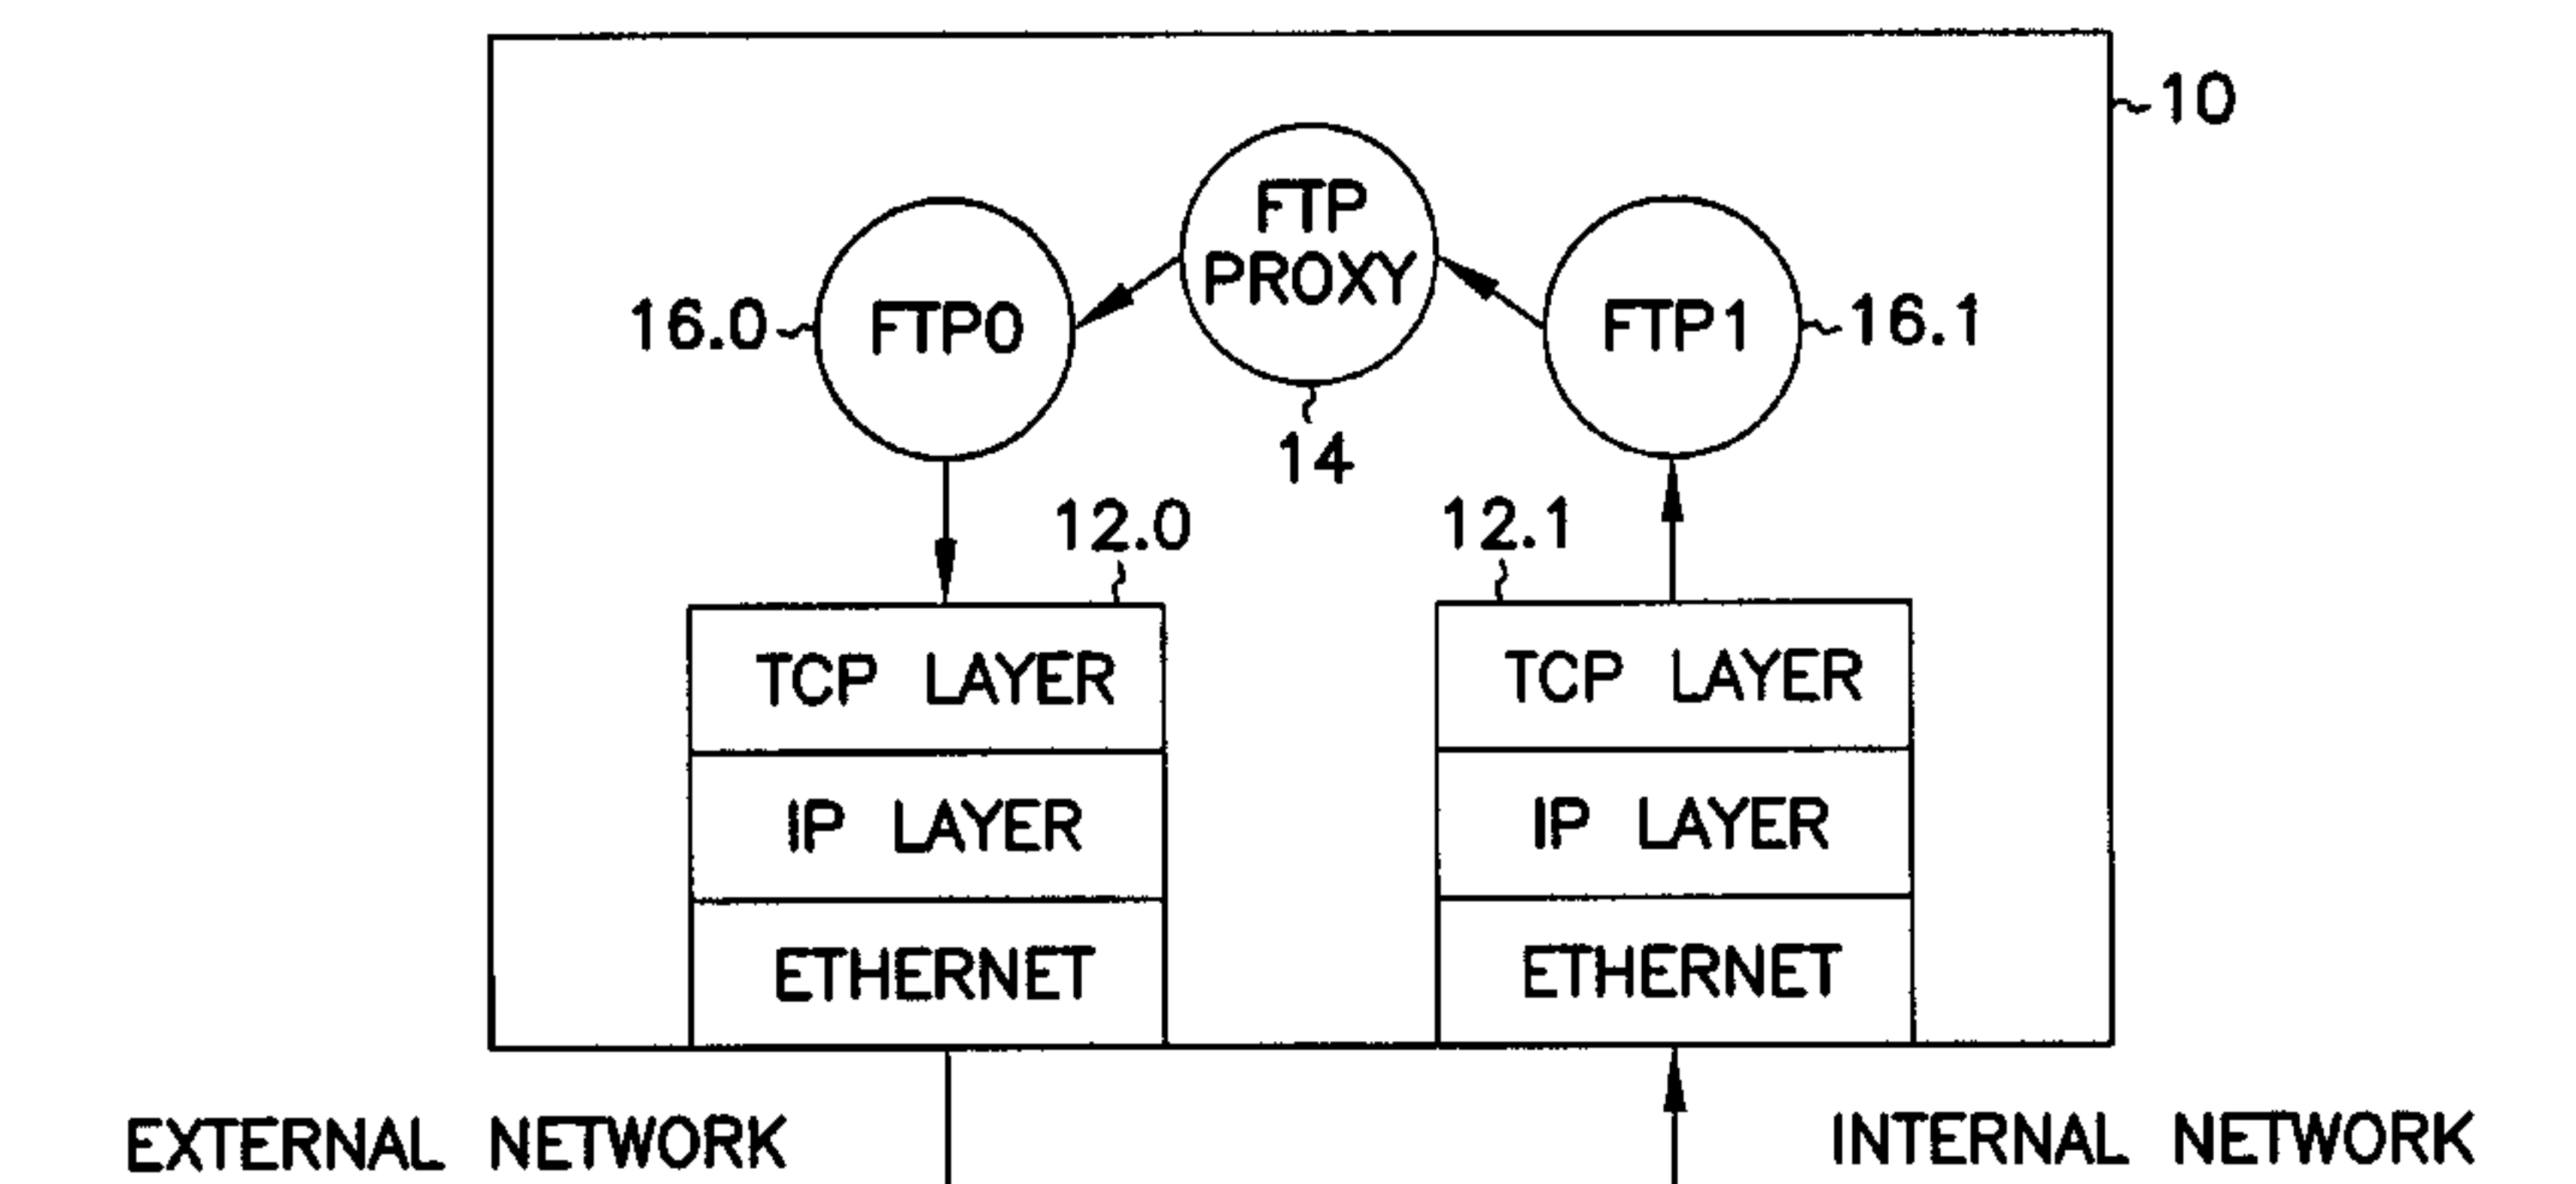 10
FTP
PROXY
16.0
FTP0
FTP1
16.1
14
12.0
12.1
TCP LAYER
TCP LAYER
IP LAYER
IP LAYER
ETHERNET
ETHERNET
EXTERNAL NETWORK
INTERNAL NETWORK